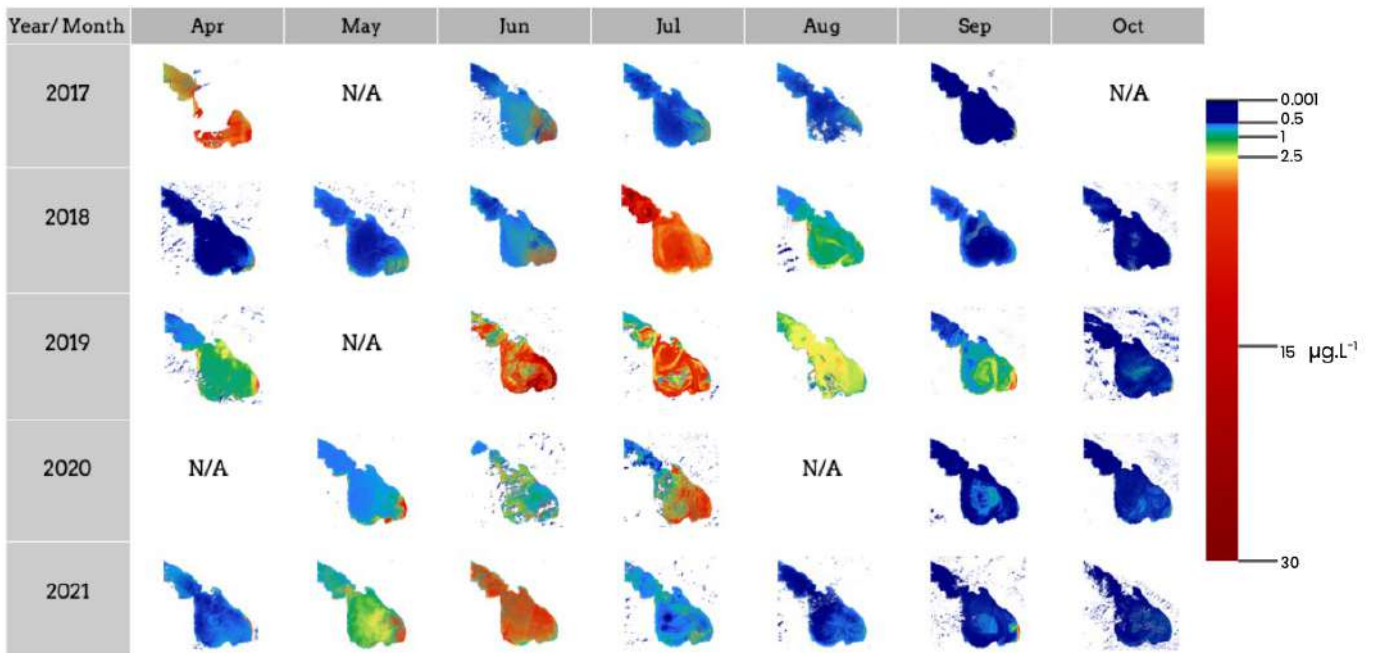 Year/ Month Apr May Jun Jul Aug Sep Oct
2017 N/A N/A
0.001
0.5
1
2.5
2018
2019 N/A
15 µg.L⁻¹
2020 N/A N/A
30
2021